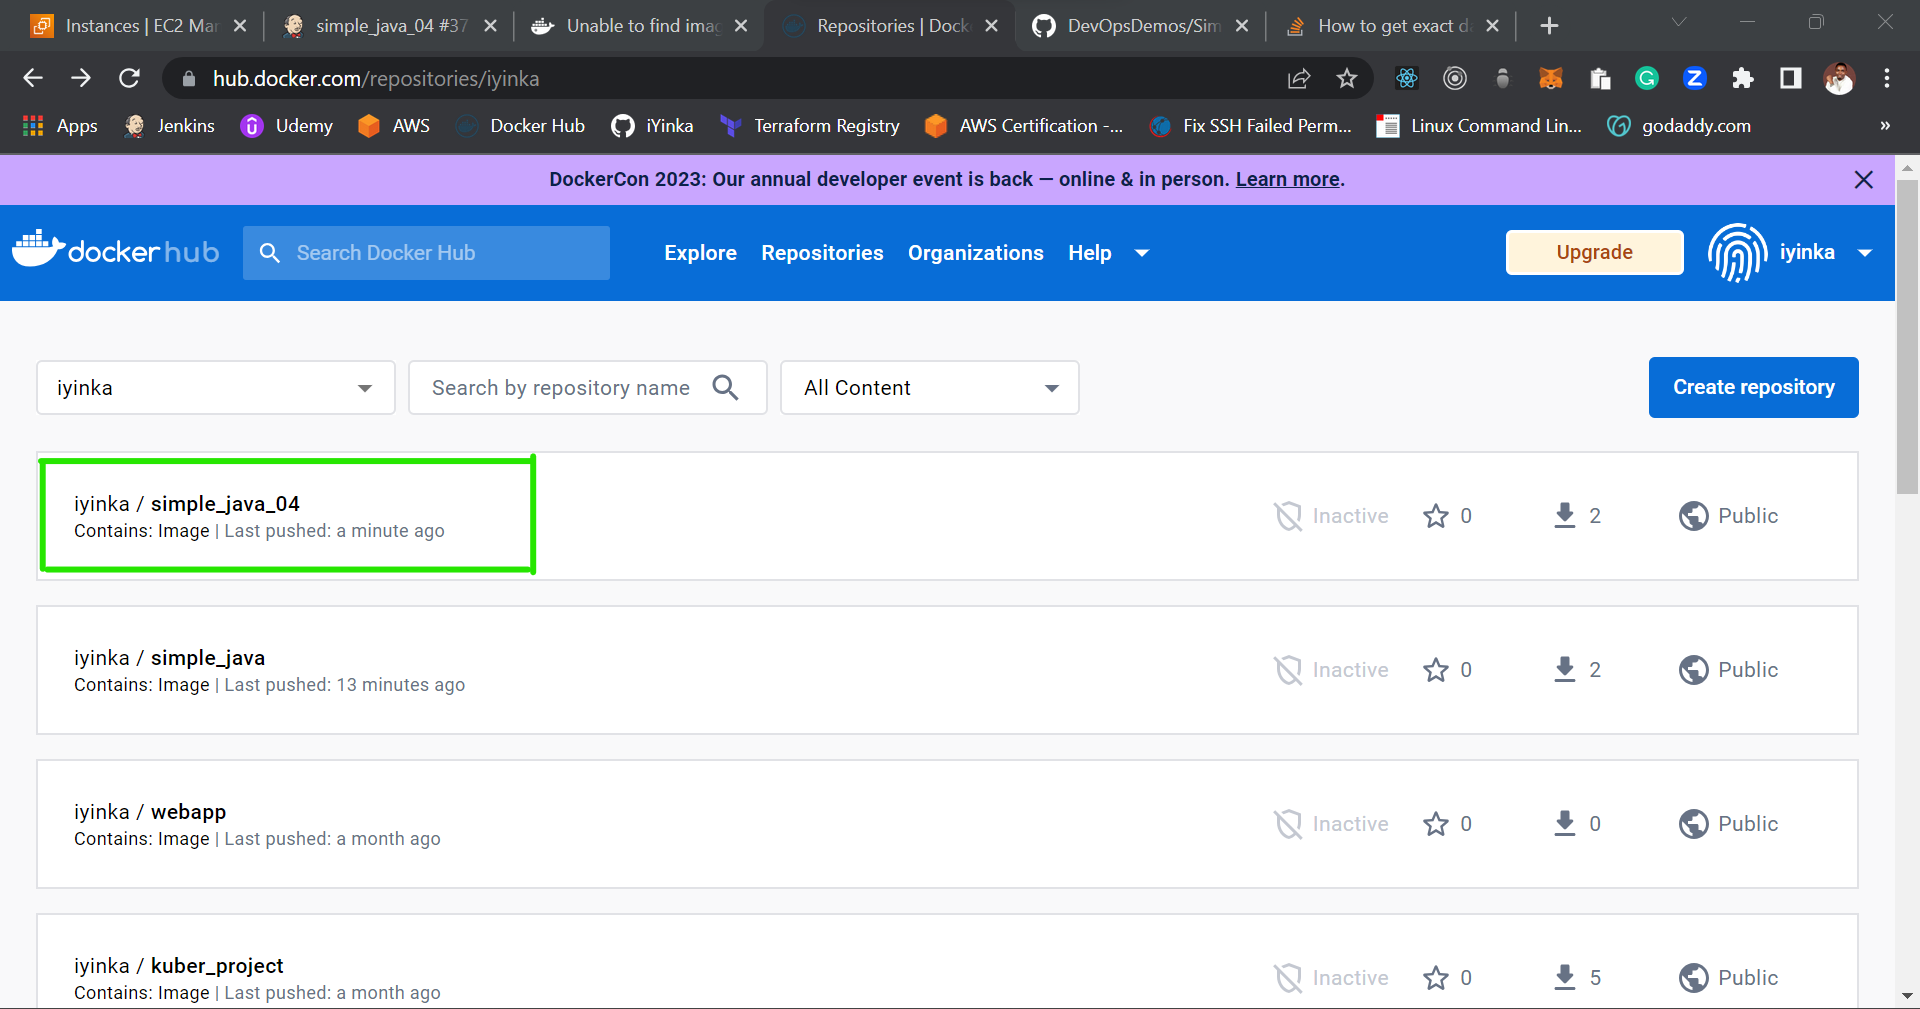 Instances | EC2 Mar
simple_java_04 #37
Unable to find imag
Repositories | Dock
DevOpsDemos/Sim
How to get exact da
hub.docker.com/repositories/iyinka
Apps
Jenkins
Udemy
AWS
Docker Hub
iYinka
Terraform Registry
AWS Certification -...
Fix SSH Failed Perm...
Linux Command Lin...
godaddy.com
»
DockerCon 2023: Our annual developer event is back — online & in person. Learn more.
dockerhub
Search Docker Hub
Explore
Repositories
Organizations
Help
Upgrade
iyinka
iyinka
Search by repository name
All Content
Create repository
iyinka / simple_java_04
Contains: Image | Last pushed: a minute ago
Inactive
0
2
Public
iyinka / simple_java
Contains: Image | Last pushed: 13 minutes ago
Inactive
0
2
Public
iyinka / webapp
Contains: Image | Last pushed: a month ago
Inactive
0
0
Public
iyinka / kuber_project
Contains: Image | Last pushed: a month ago
Inactive
0
5
Public